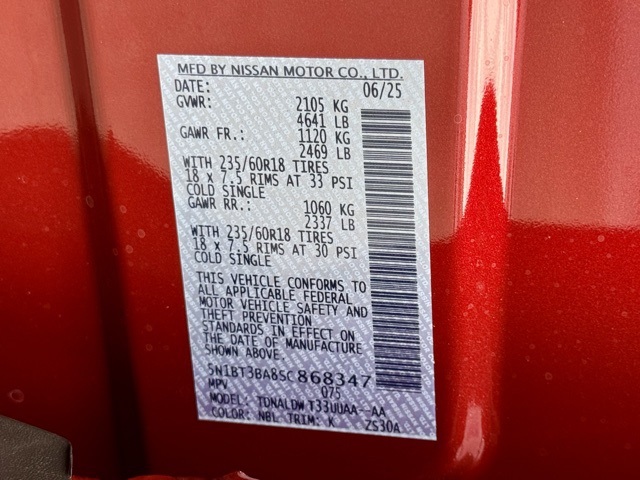 MFD BY NISSAN MOTOR CO., LTD.
DATE: 06/25
GVWR: 2105 KG
4641 LB
GAWR FR.: 1120 KG
2469 LB
WITH 235/60R18 TIRES
18 x 7.5 RIMS AT 33 PSI
COLD SINGLE
GAWR RR.: 1060 KG
2337 LB
WITH 235/60R18 TIRES
18 x 7.5 RIMS AT 30 PSI
COLD SINGLE
THIS VEHICLE CONFORMS TO
ALL APPLICABLE FEDERAL
MOTOR VEHICLE SAFETY AND
THEFT PREVENTION
STANDARDS IN EFFECT ON
THE DATE OF MANUFACTURE
SHOWN ABOVE.
5N1BT3BA8SC868347
MPV 075
MODEL: TDNALDW T33UUAA--AA
COLOR: NBL TRIM: K ZS30A